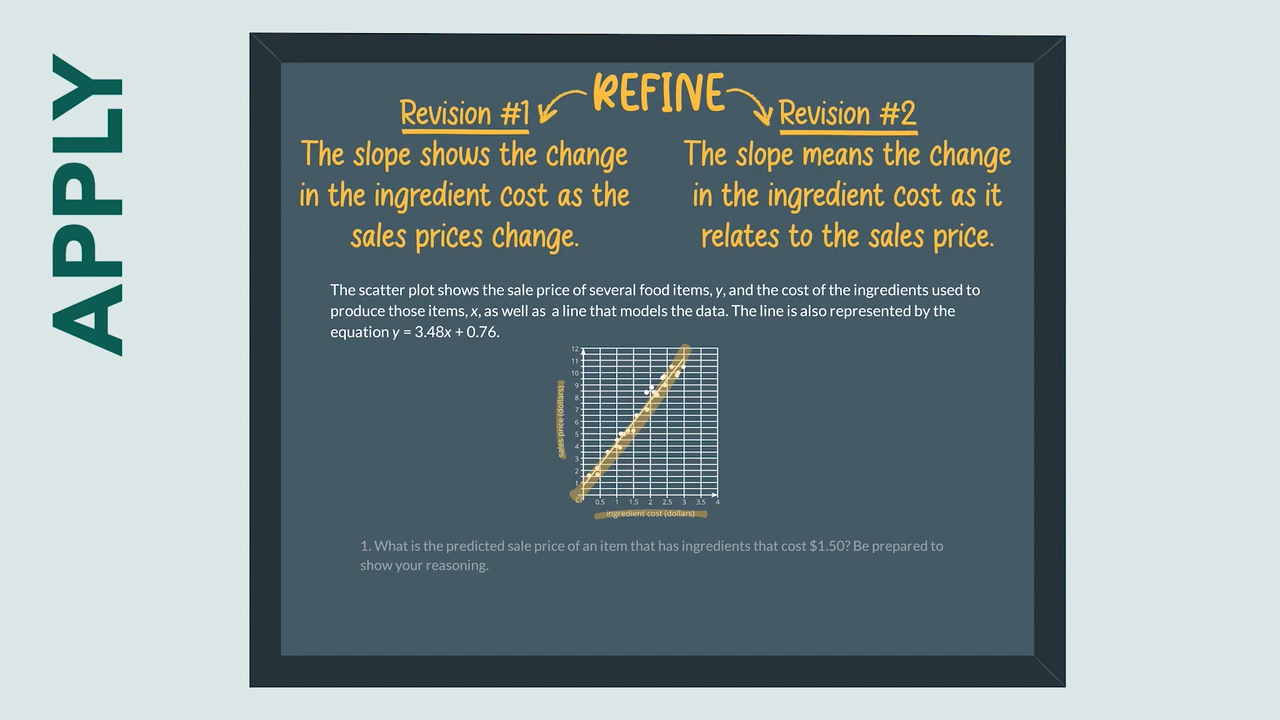 APPLY
REFINE
Revision #1
The slope shows the change
in the ingredient cost as the
sales prices change.
Revision #2
The slope means the change
in the ingredient cost as it
relates to the sales price.
The scatter plot shows the sale price of several food items, y, and the cost of the ingredients used to
produce those items, x, as well as a line that models the data. The line is also represented by the
equation y = 3.48x + 0.76.
sales price (dollars)
12
11
10
9
8
7
6
5
4
3
2
1
0.5 1 1.5 2 2.5 3 3.5 4
ingredient cost (dollars)
1. What is the predicted sale price of an item that has ingredients that cost $1.50? Be prepared to
show your reasoning.